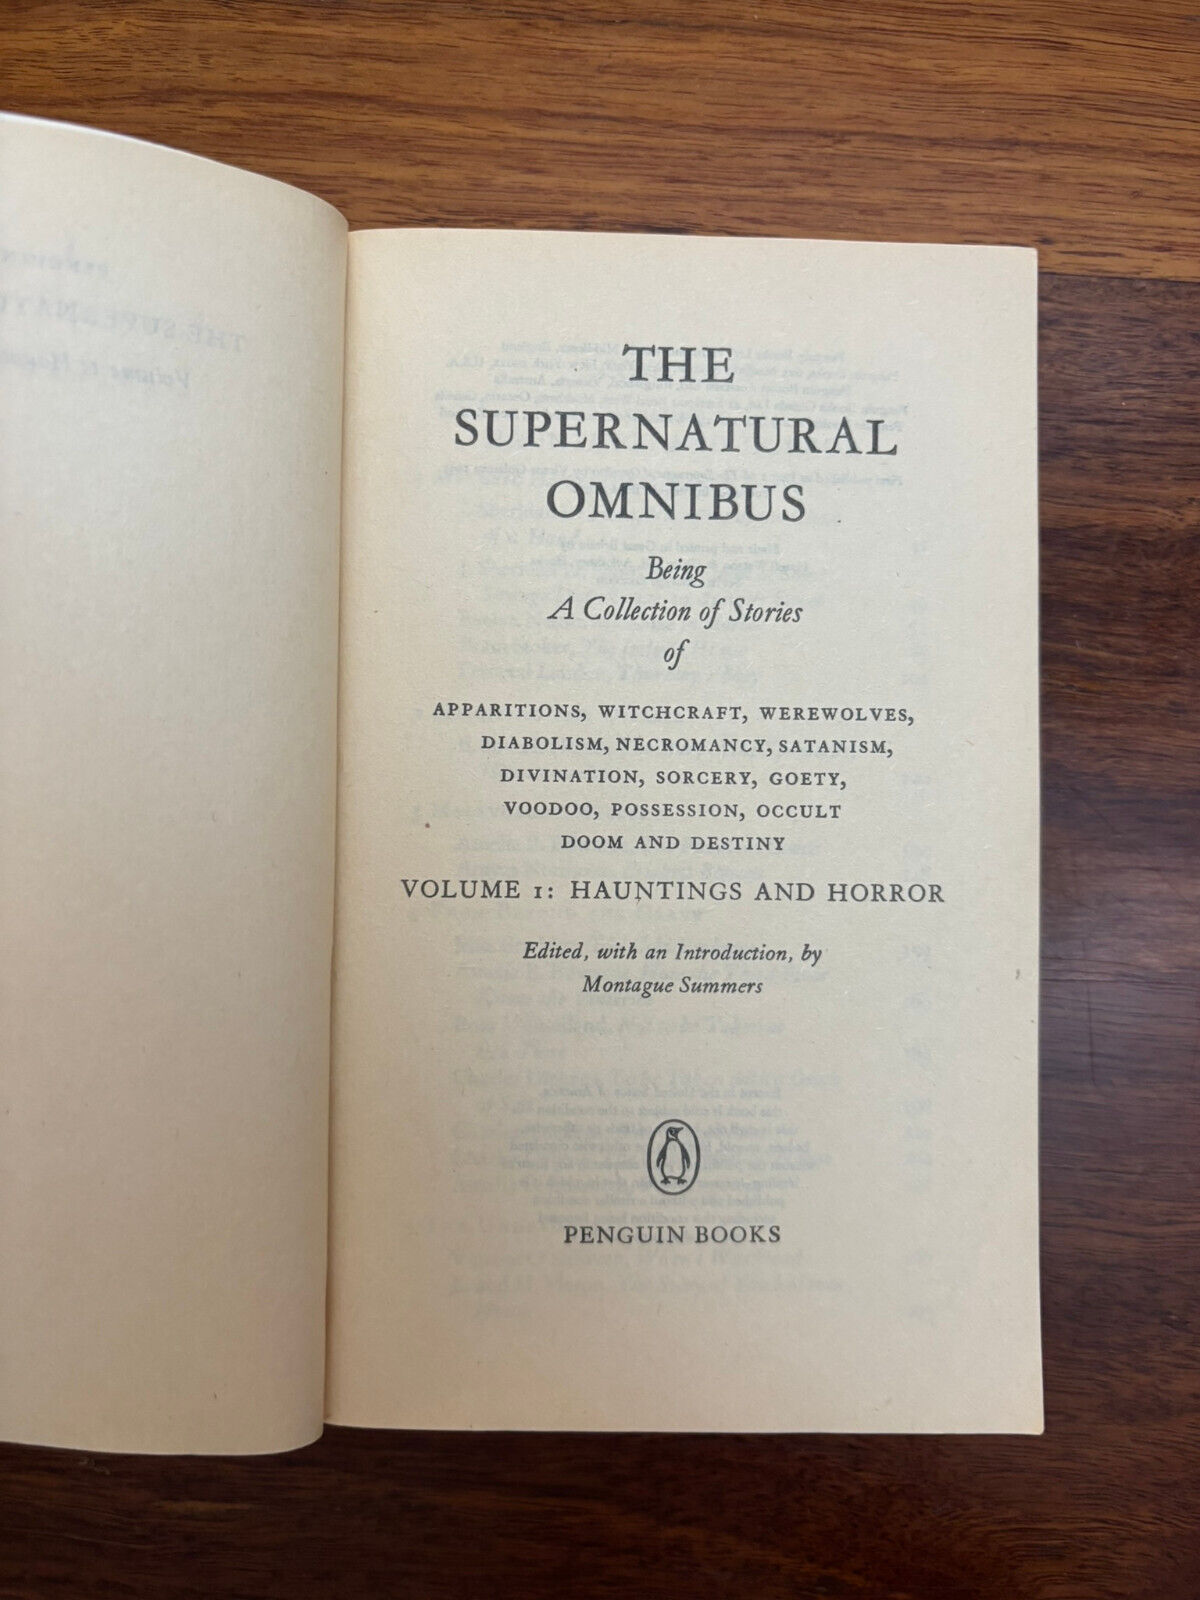 THE
SUPERNATURAL
OMNIBUS
Being
A Collection of Stories
of
APPARITIONS, WITCHCRAFT, WEREWOLVES,
DIABOLISM, NECROMANCY, SATANISM,
DIVINATION, SORCERY, GOETY,
VOODOO, POSSESSION, OCCULT
DOOM AND DESTINY
VOLUME 1: HAUNTINGS AND HORROR
Edited, with an Introduction, by
Montague Summers
PENGUIN BOOKS